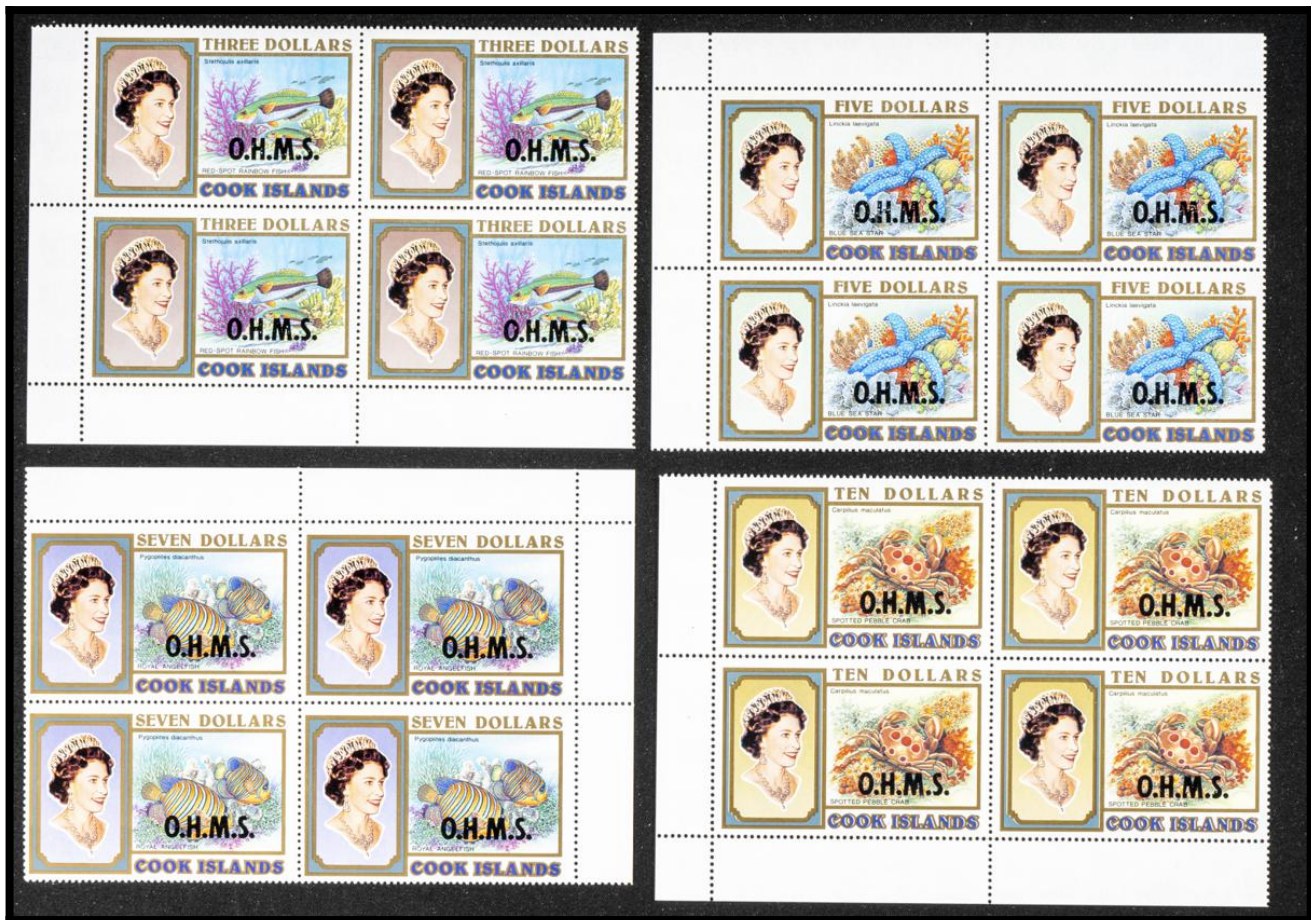 THREE DOLLARS
Stethojulis axillaris
O.H.M.S.
RED-SPOT RAINBOW FISH
COOK ISLANDS
THREE DOLLARS
Stethojulis axillaris
O.H.M.S.
RED-SPOT RAINBOW FISH
COOK ISLANDS
THREE DOLLARS
Stethojulis axillaris
O.H.M.S.
RED-SPOT RAINBOW FISH
COOK ISLANDS
THREE DOLLARS
Stethojulis axillaris
O.H.M.S.
RED-SPOT RAINBOW FISH
COOK ISLANDS
FIVE DOLLARS
Linckia laevigata
O.H.M.S.
BLUE SEA STAR
COOK ISLANDS
FIVE DOLLARS
Linckia laevigata
O.H.M.S.
BLUE SEA STAR
COOK ISLANDS
FIVE DOLLARS
Linckia laevigata
O.H.M.S.
BLUE SEA STAR
COOK ISLANDS
FIVE DOLLARS
Linckia laevigata
O.H.M.S.
BLUE SEA STAR
COOK ISLANDS
SEVEN DOLLARS
Pygoplites diacanthus
O.H.M.S.
ROYAL ANGELFISH
COOK ISLANDS
SEVEN DOLLARS
Pygoplites diacanthus
O.H.M.S.
ROYAL ANGELFISH
COOK ISLANDS
SEVEN DOLLARS
Pygoplites diacanthus
O.H.M.S.
ROYAL ANGELFISH
COOK ISLANDS
SEVEN DOLLARS
Pygoplites diacanthus
O.H.M.S.
ROYAL ANGELFISH
COOK ISLANDS
TEN DOLLARS
Carpilius maculatus
O.H.M.S.
SPOTTED PEBBLE CRAB
COOK ISLANDS
TEN DOLLARS
Carpilius maculatus
O.H.M.S.
SPOTTED PEBBLE CRAB
COOK ISLANDS
TEN DOLLARS
Carpilius maculatus
O.H.M.S.
SPOTTED PEBBLE CRAB
COOK ISLANDS
TEN DOLLARS
Carpilius maculatus
O.H.M.S.
SPOTTED PEBBLE CRAB
COOK ISLANDS